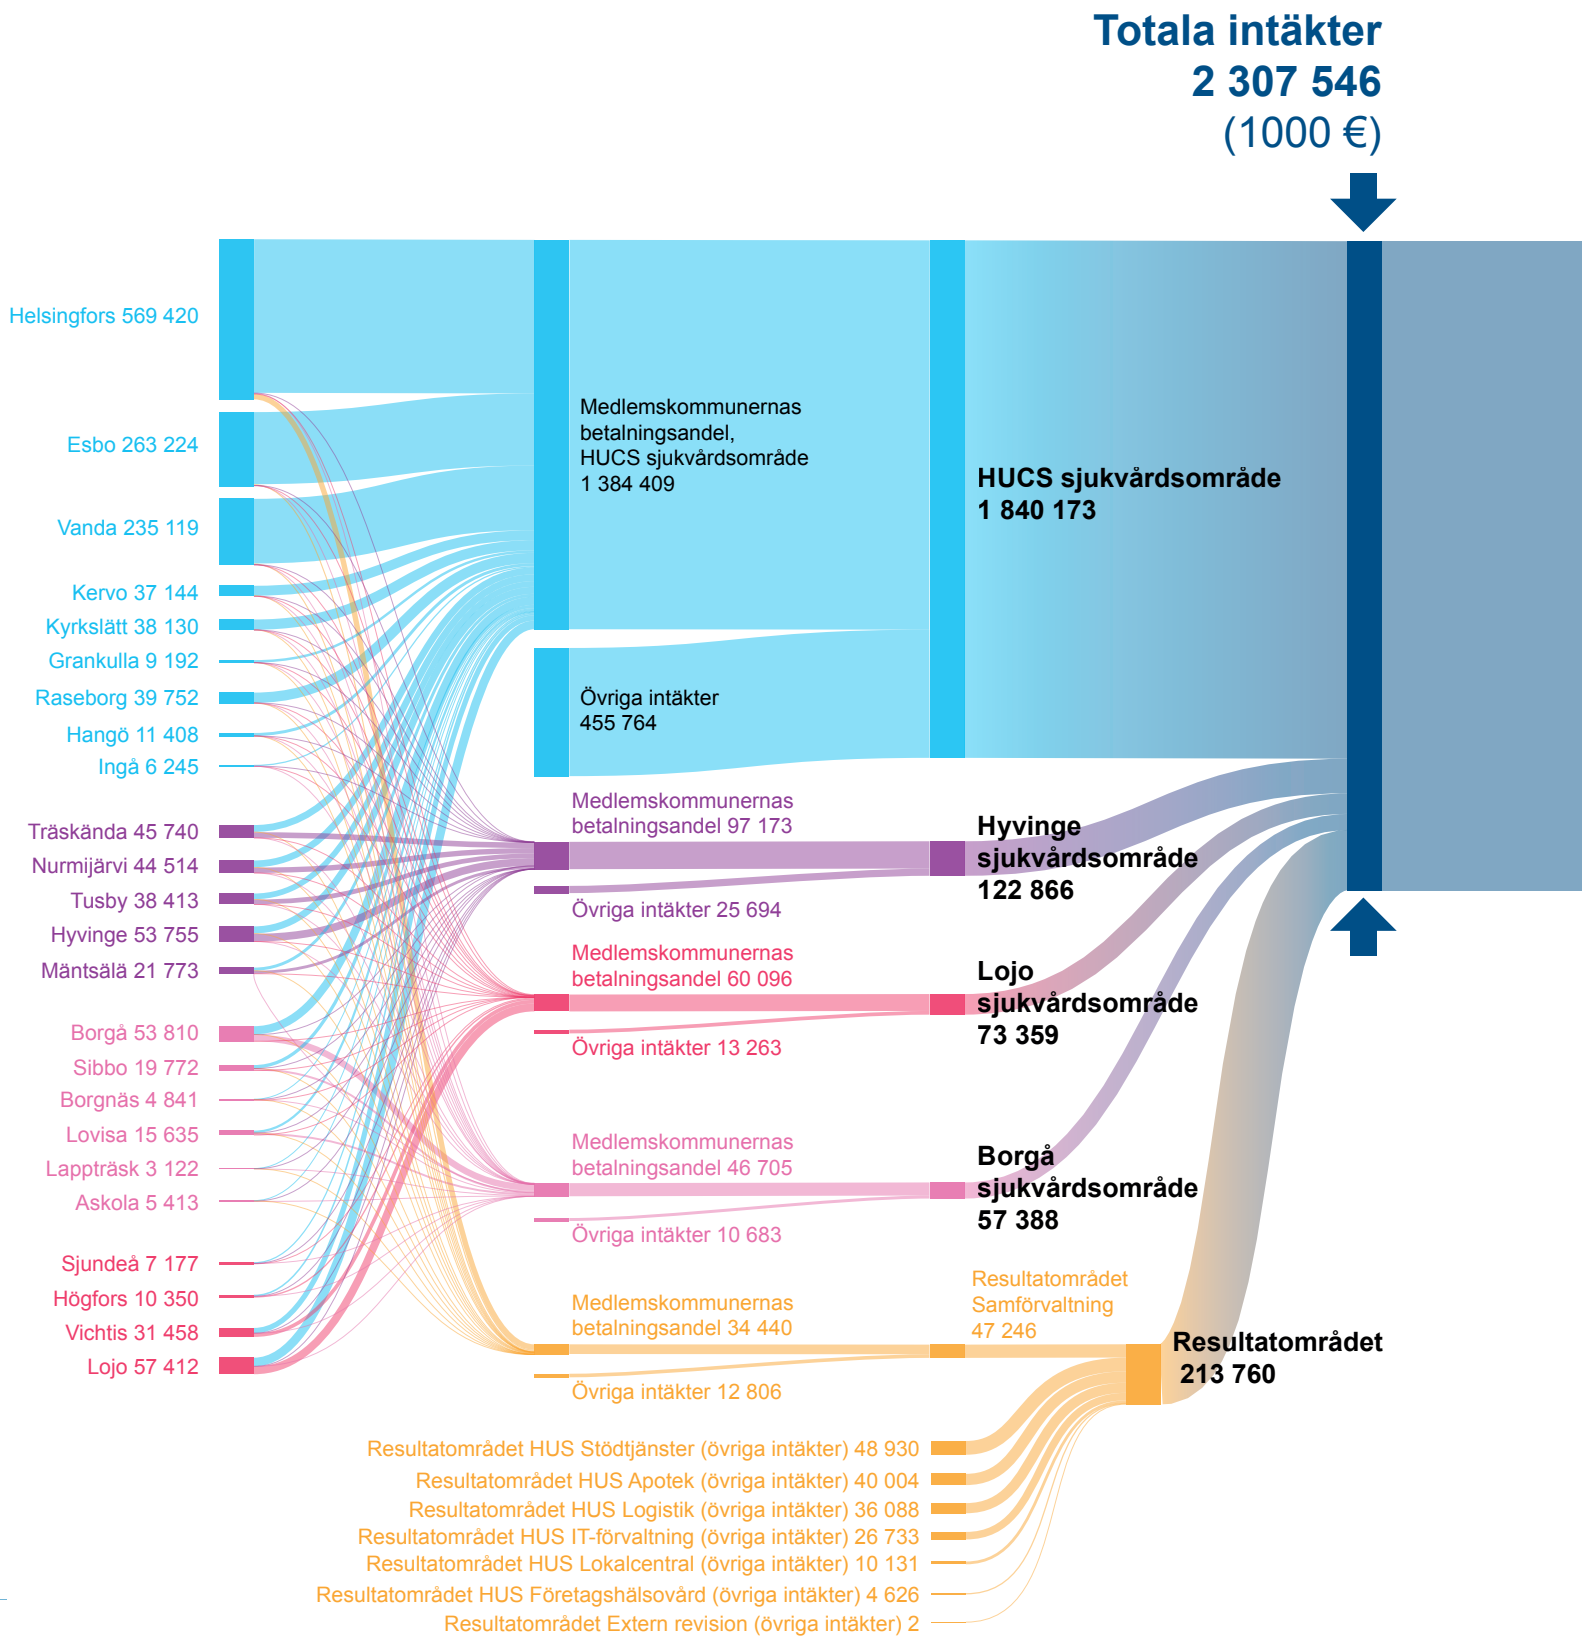 Totala intäkter
2 307 546
(1000 €)
Helsingfors 569 420
Esbo 263 224
Vanda 235 119
Kervo 37 144
Kyrkslätt 38 130
Grankulla 9 192
Raseborg 39 752
Hangö 11 408
Ingå 6 245
Träskända 45 740
Nurmijärvi 44 514
Tusby 38 413
Hyvinge 53 755
Mäntsälä 21 773
Borgå 53 810
Sibbo 19 772
Borgnäs 4 841
Lovisa 15 635
Lappträsk 3 122
Askola 5 413
Sjundeå 7 177
Högfors 10 350
Vichtis 31 458
Lojo 57 412
Medlemskommunernas
betalningsandel,
HUCS sjukvårdsområde
1 384 409
Övriga intäkter
455 764
Medlemskommunernas
betalningsandel 97 173
Övriga intäkter 25 694
Medlemskommunernas
betalningsandel 60 096
Övriga intäkter 13 263
Medlemskommunernas
betalningsandel 46 705
Övriga intäkter 10 683
Medlemskommunernas
betalningsandel 34 440
Övriga intäkter 12 806
HUCS sjukvårdsområde
1 840 173
Hyvinge
sjukvårdsområde
122 866
Lojo
sjukvårdsområde
73 359
Borgå
sjukvårdsområde
57 388
Resultatområdet
Samförvaltning
47 246
Resultatområdet
213 760
Resultatområdet HUS Stödtjänster (övriga intäkter) 48 930
Resultatområdet HUS Apotek (övriga intäkter) 40 004
Resultatområdet HUS Logistik (övriga intäkter) 36 088
Resultatområdet HUS IT-förvaltning (övriga intäkter) 26 733
Resultatområdet HUS Lokalcentral (övriga intäkter) 10 131
Resultatområdet HUS Företagshälsovård (övriga intäkter) 4 626
Resultatområdet Extern revision (övriga intäkter) 2